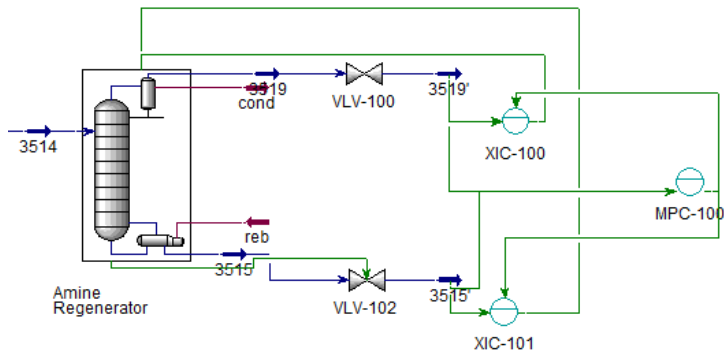 3519
cond
VLV-100
3519'
XIC-100
3514
MPC-100
reb
3515
Amine
Regenerator
VLV-102
3515'
XIC-101